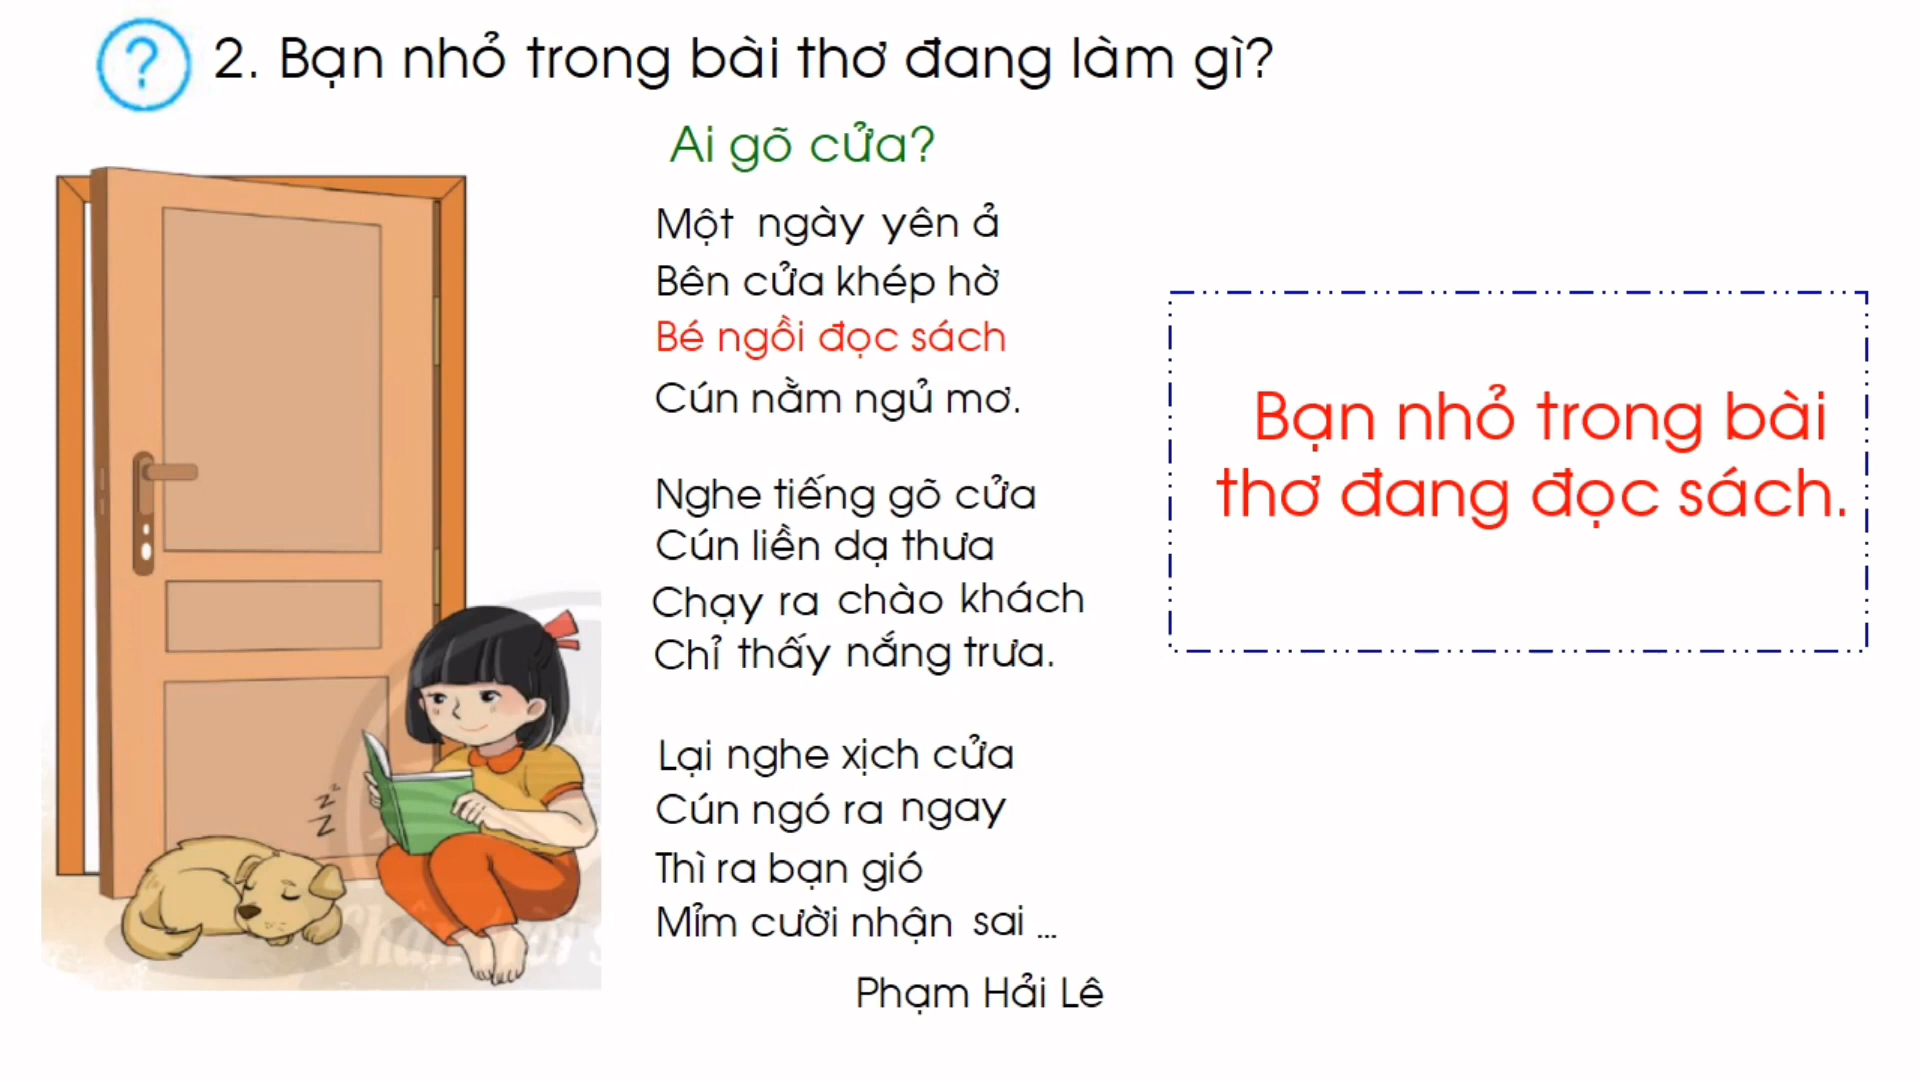 ? 2. Bạn nhỏ trong bài thơ đang làm gì?
Ai gõ cửa?
Một ngày yên ả
Bên cửa khép hờ
Bé ngồi đọc sách
Cún nằm ngủ mơ.
Nghe tiếng gõ cửa
Cún liền dạ thưa
Chạy ra chào khách
Chỉ thấy nắng trưa.
Lại nghe xịch cửa
Cún ngó ra ngay
Thì ra bạn gió
Mỉm cười nhận sai ...
Phạm Hải Lê
Bạn nhỏ trong bài
thơ đang đọc sách.
zzz